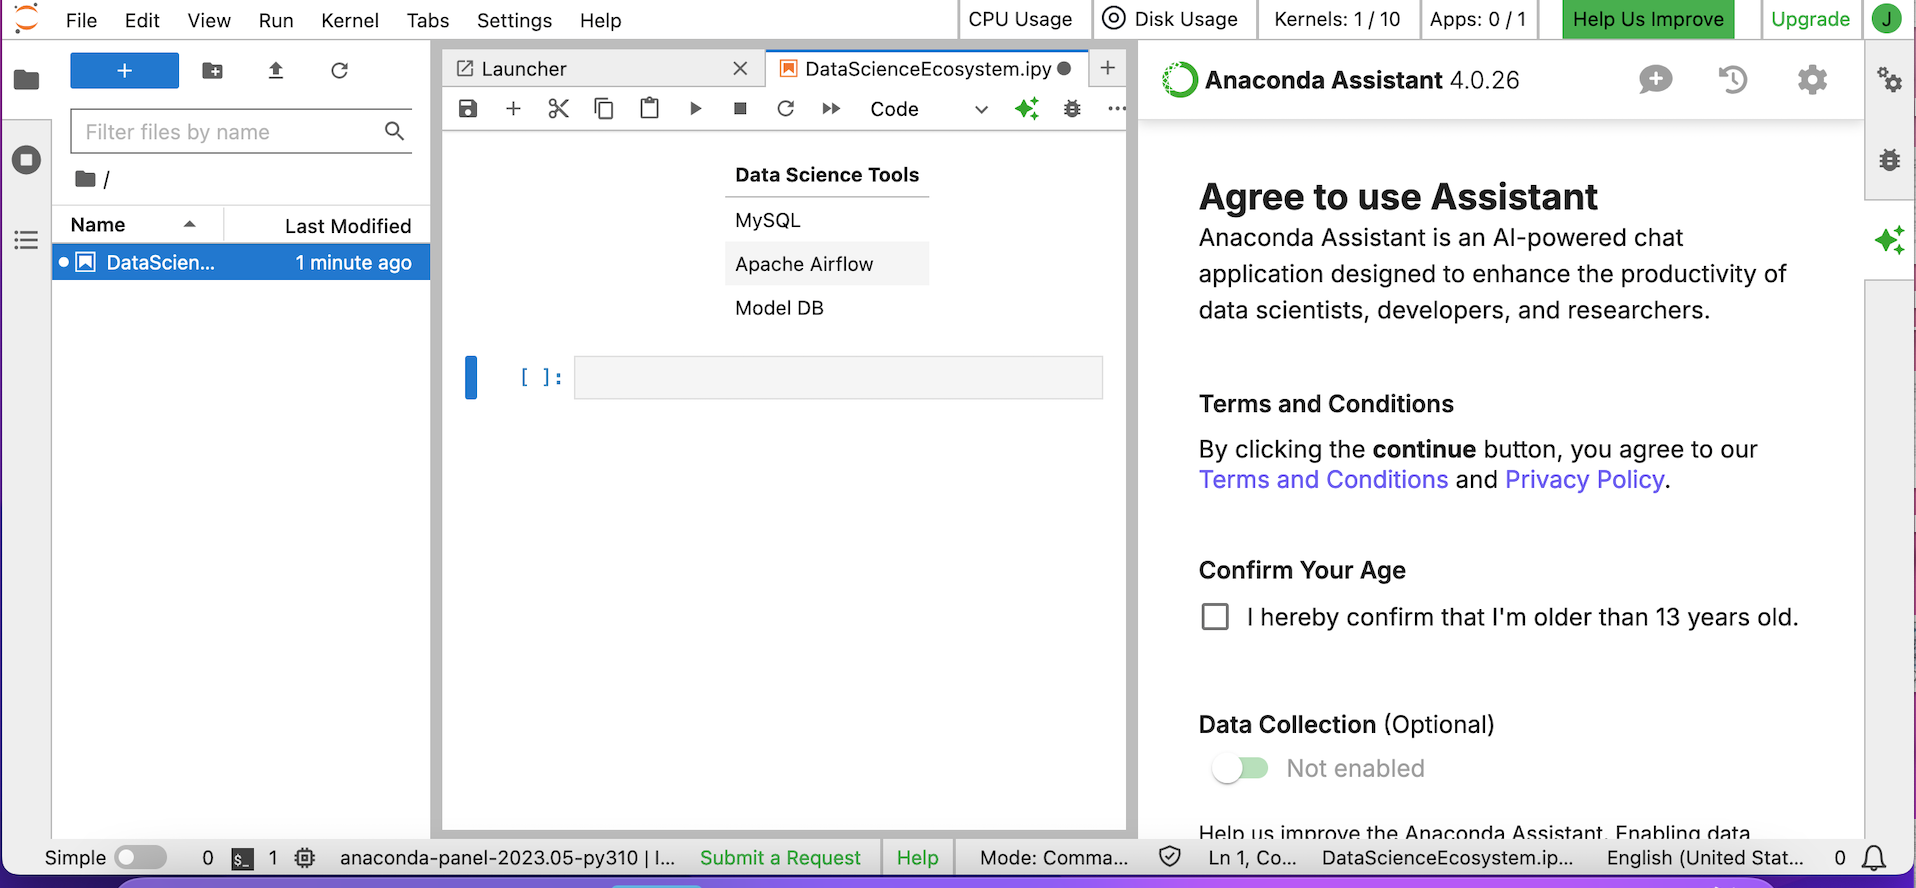 File Edit View Run Kernel Tabs Settings Help CPU Usage Disk Usage Kernels: 1 / 10 Apps: 0 / 1 Help Us Improve Upgrade J
+
Filter files by name
/
Name Last Modified
DataScien... 1 minute ago
Launcher DataScienceEcosystem.ipy
Code
Data Science Tools
MySQL
Apache Airflow
Model DB
[ ]:
Anaconda Assistant 4.0.26
Agree to use Assistant
Anaconda Assistant is an AI-powered chat
application designed to enhance the productivity of
data scientists, developers, and researchers.
Terms and Conditions
By clicking the continue button, you agree to our
Terms and Conditions and Privacy Policy.
Confirm Your Age
I hereby confirm that I'm older than 13 years old.
Data Collection (Optional)
Not enabled
Help us improve the Anaconda Assistant. Enabling data
Simple 0 $_ 1 anaconda-panel-2023.05-py310 | I... Submit a Request Help Mode: Comma... Ln 1, Co... DataScienceEcosystem.ip... English (United Stat... 0